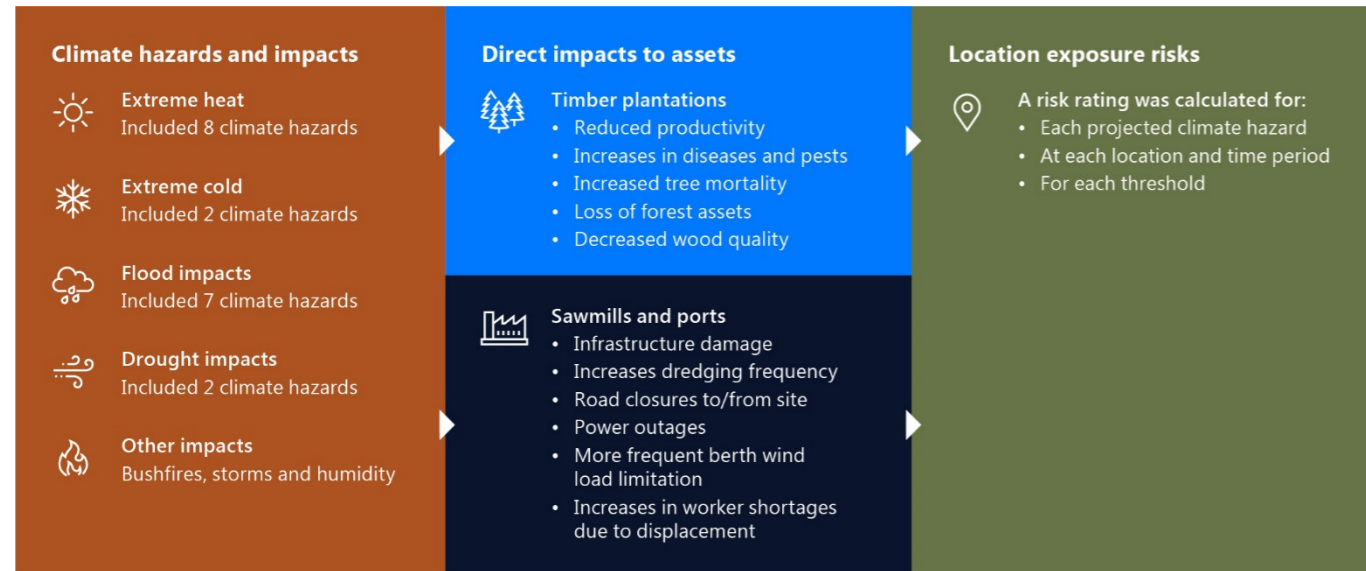 Climate hazards and impacts
Extreme heat
Included 8 climate hazards
Extreme cold
Included 2 climate hazards
Flood impacts
Included 7 climate hazards
Drought impacts
Included 2 climate hazards
Other impacts
Bushfires, storms and humidity
Direct impacts to assets
Timber plantations
• Reduced productivity
• Increases in diseases and pests
• Increased tree mortality
• Loss of forest assets
• Decreased wood quality
Sawmills and ports
• Infrastructure damage
• Increases dredging frequency
• Road closures to/from site
• Power outages
• More frequent berth wind
load limitation
• Increases in worker shortages
due to displacement
Location exposure risks
A risk rating was calculated for:
• Each projected climate hazard
• At each location and time period
• For each threshold